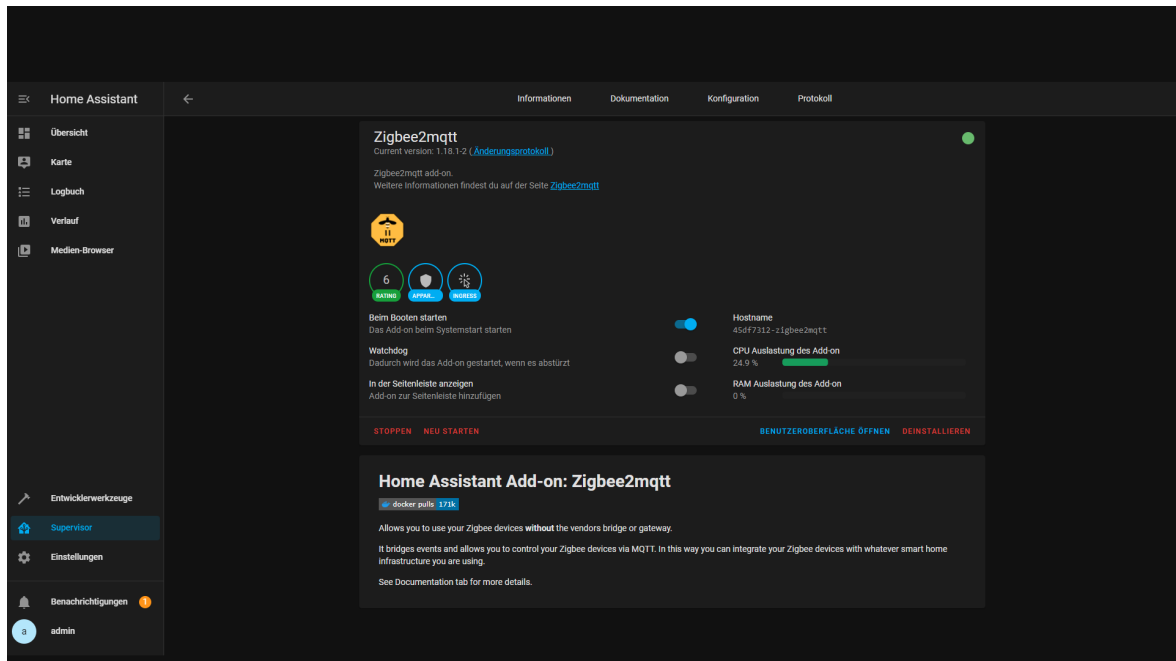 Home Assistant
Informationen Dokumentation Konfiguration Protokoll
Übersicht
Karte
Logbuch
Verlauf
Medien-Browser
Entwicklerwerkzeuge
Supervisor
Einstellungen
Benachrichtigungen 1
a admin
Zigbee2mqtt
Current version: 1.18.1-2 (Änderungsprotokoll )
Zigbee2mqtt add-on.
Weitere Informationen findest du auf der Seite Zigbee2mqtt
MQTT
6
RATING APPAR... INGRESS
Beim Booten starten
Das Add-on beim Systemstart starten
Watchdog
Dadurch wird das Add-on gestartet, wenn es abstürzt
In der Seitenleiste anzeigen
Add-on zur Seitenleiste hinzufügen
Hostname
45df7312-zigbee2mqtt
CPU Auslastung des Add-on
24.9 %
RAM Auslastung des Add-on
0 %
STOPPEN NEU STARTEN BENUTZEROBERFLÄCHE ÖFFNEN DEINSTALLIEREN
Home Assistant Add-on: Zigbee2mqtt
docker pulls 171k
Allows you to use your Zigbee devices without the vendors bridge or gateway.
It bridges events and allows you to control your Zigbee devices via MQTT. In this way you can integrate your Zigbee devices with whatever smart home
infrastructure you are using.
See Documentation tab for more details.